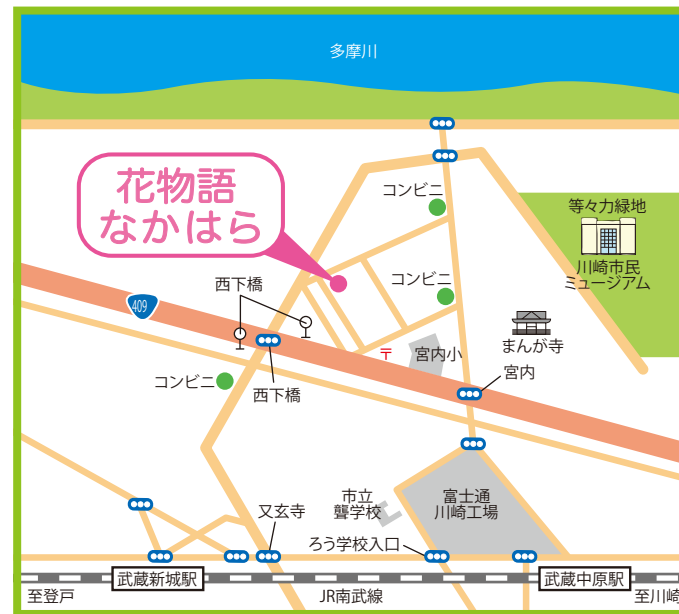 多摩川
花物語
なかはら
コンビニ
等々力緑地
川崎市民
ミュージアム
コンビニ
西下橋
409
まんが寺
〒
宮内小
宮内
コンビニ
西下橋
市立
聾学校
富士通
川崎工場
又玄寺
ろう学校入口
武蔵新城駅
武蔵中原駅
至登戸
JR南武線
至川崎